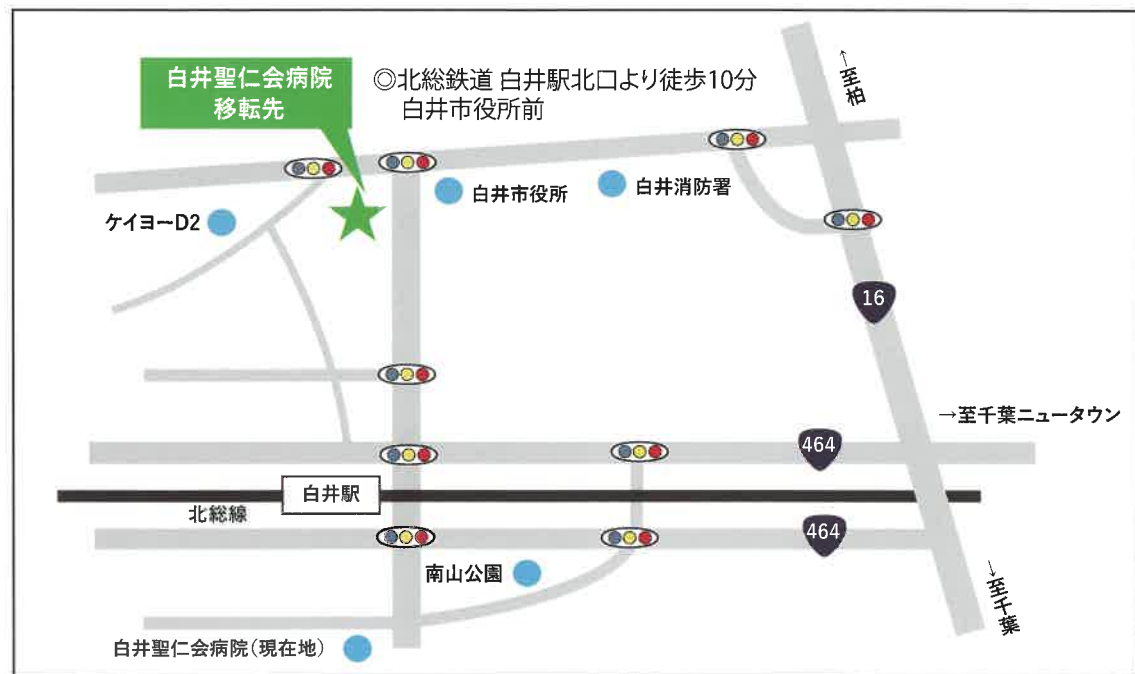 白井聖仁会病院
移転先
◎北総鉄道 白井駅北口より徒歩10分
白井市役所前
←至柏
ケイヨーD2
白井市役所
白井消防署
16
→至千葉ニュータウン
464
白井駅
北総線
464
南山公園
→至千葉
白井聖仁会病院(現在地)